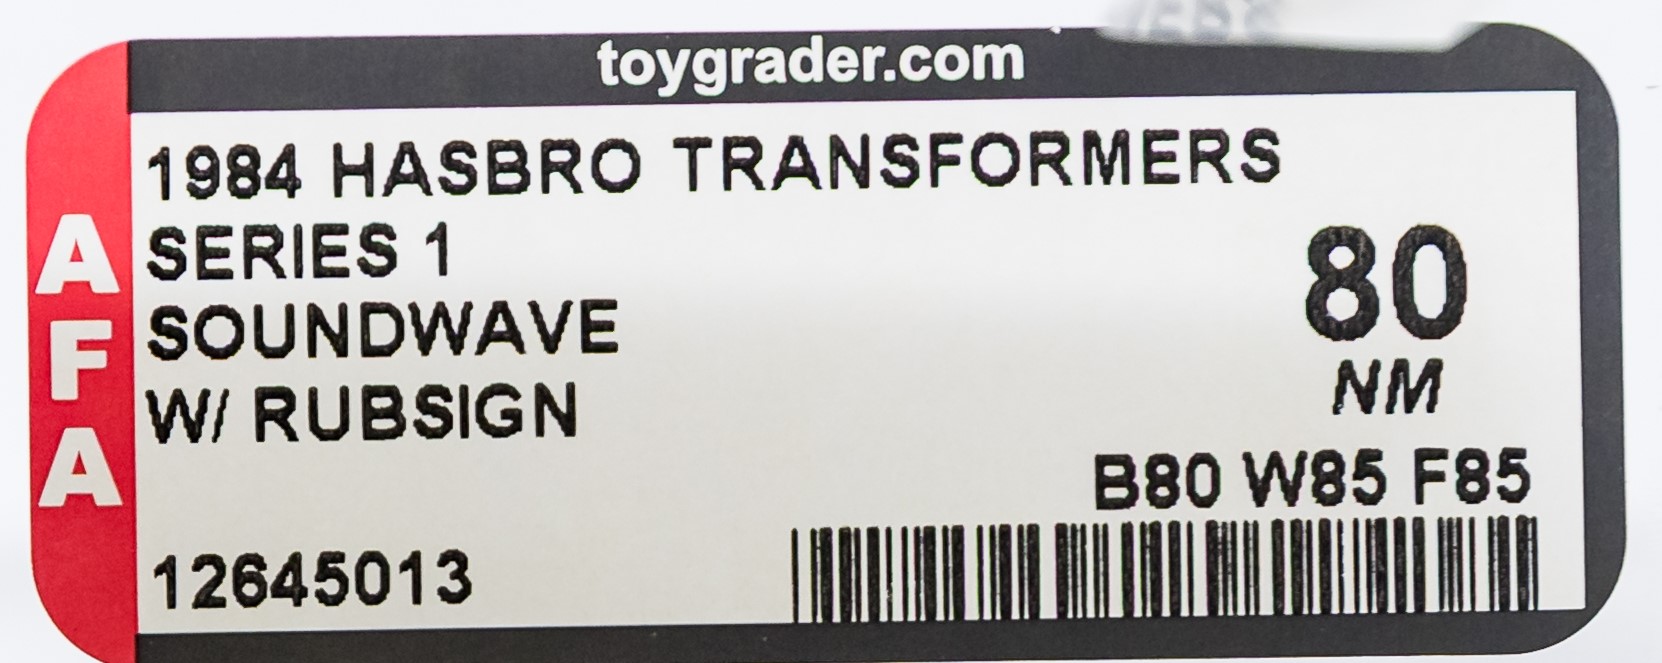 toygrader.com
AFA
1984 HASBRO TRANSFORMERS
SERIES 1
SOUNDWAVE
W/ RUBSIGN
80
NM
B80 W85 F85
12645013